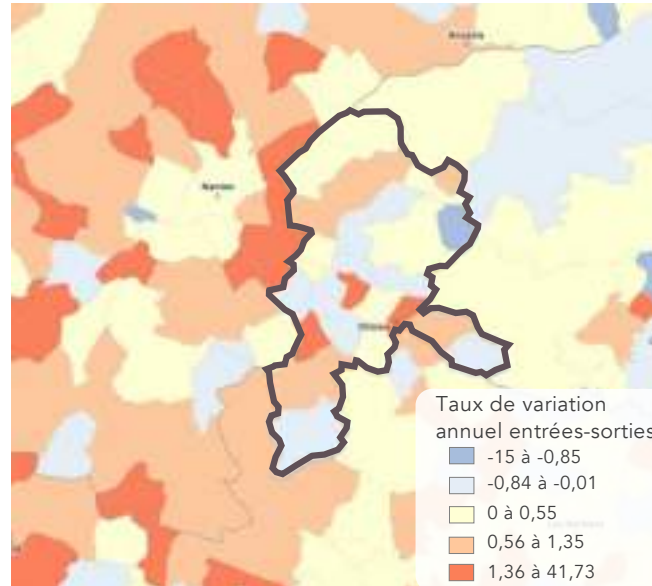 Nantes
Taux de variation
annuel entrées-sorties
-15 à -0,85
-0,84 à -0,01
0 à 0,55
0,56 à 1,35
1,36 à 41,73